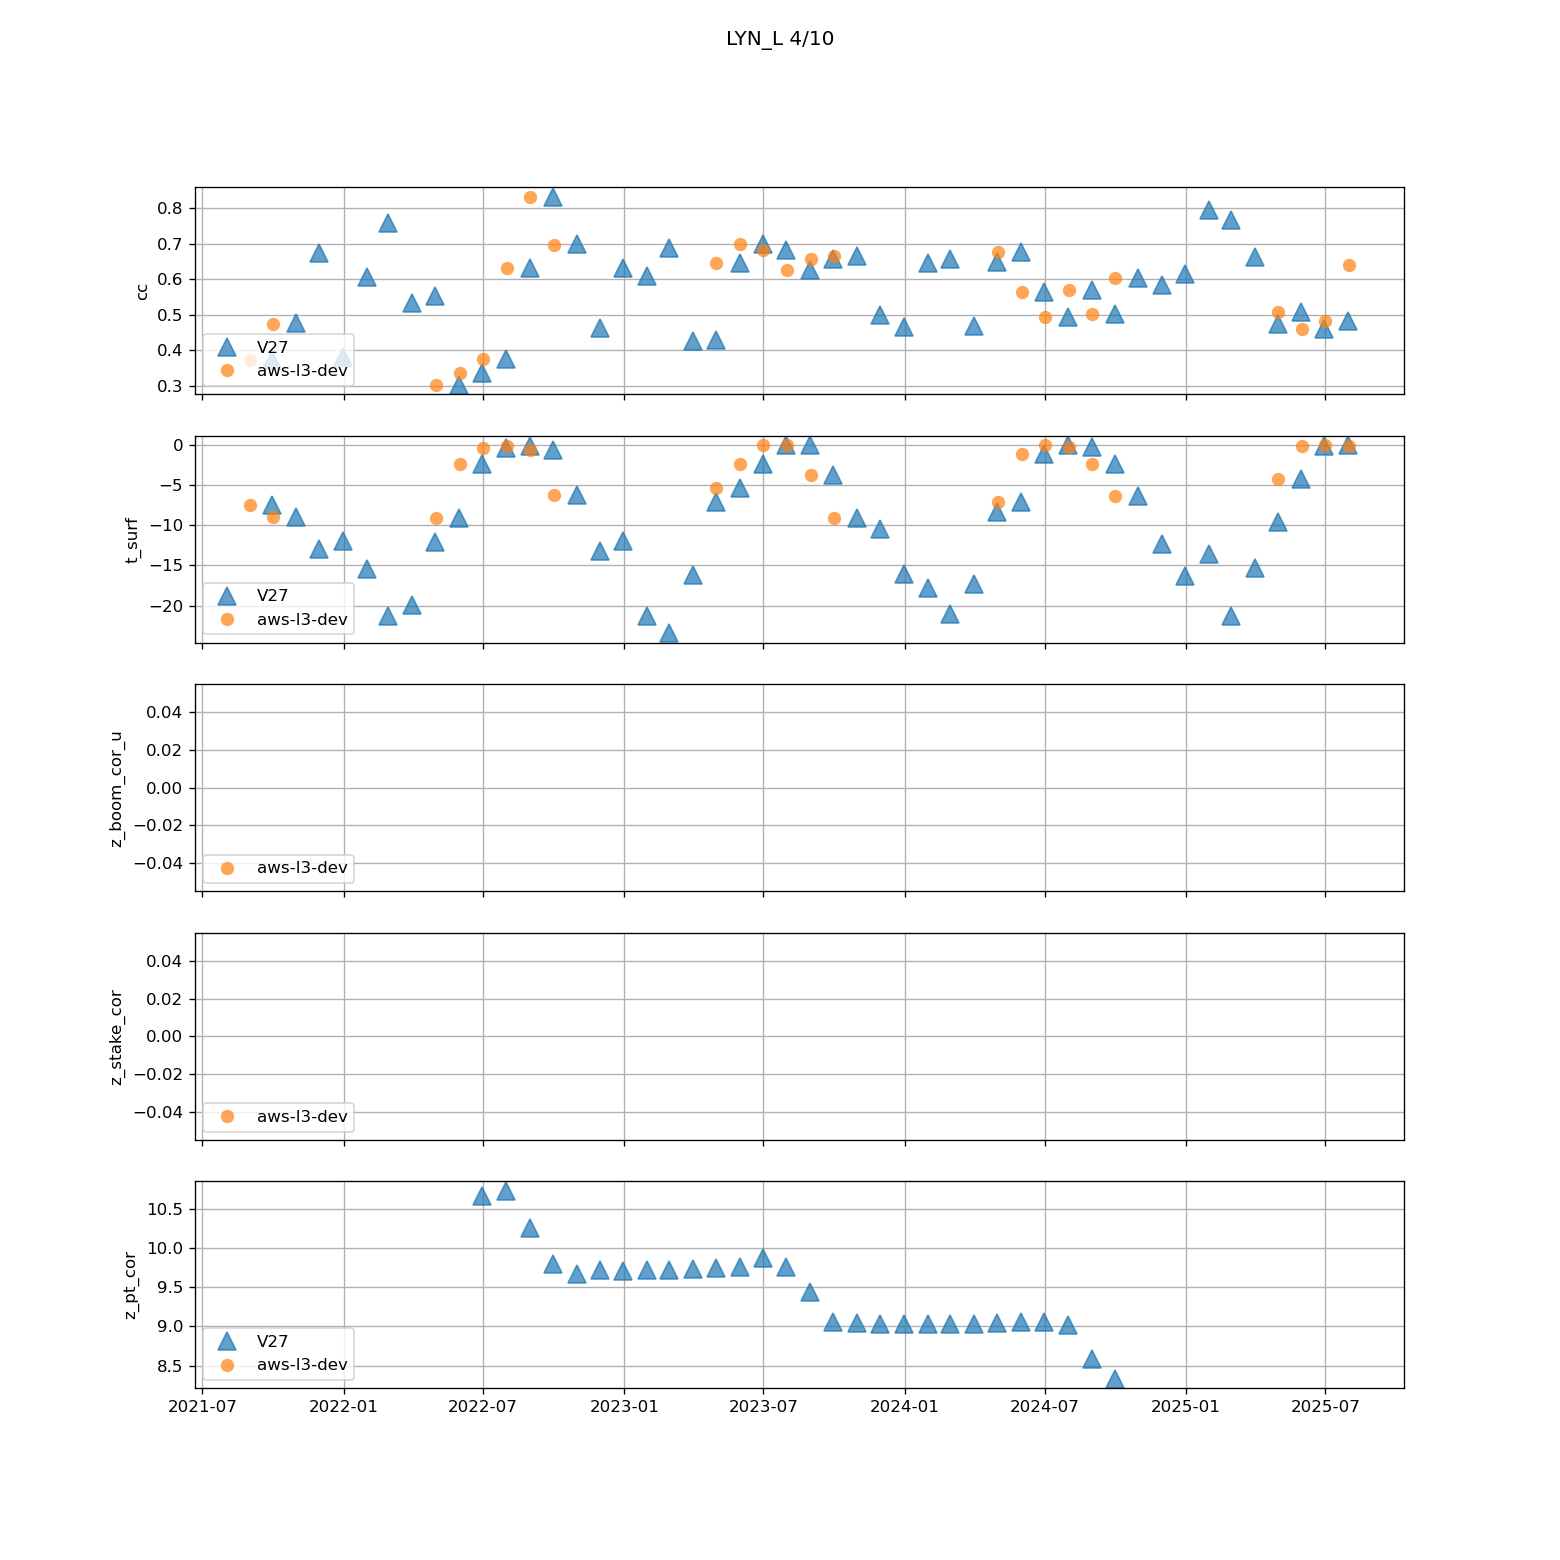 LYN_L 4/10
0.8
0.7
0.6
0.5
0.4
0.3
cc
V27
aws-l3-dev
0
−5
−10
−15
−20
t_surf
V27
aws-l3-dev
0.04
0.02
0.00
−0.02
−0.04
z_boom_cor_u
aws-l3-dev
0.04
0.02
0.00
−0.02
−0.04
z_stake_cor
aws-l3-dev
10.5
10.0
9.5
9.0
8.5
z_pt_cor
V27
aws-l3-dev
2021-07 2022-01 2022-07 2023-01 2023-07 2024-01 2024-07 2025-01 2025-07